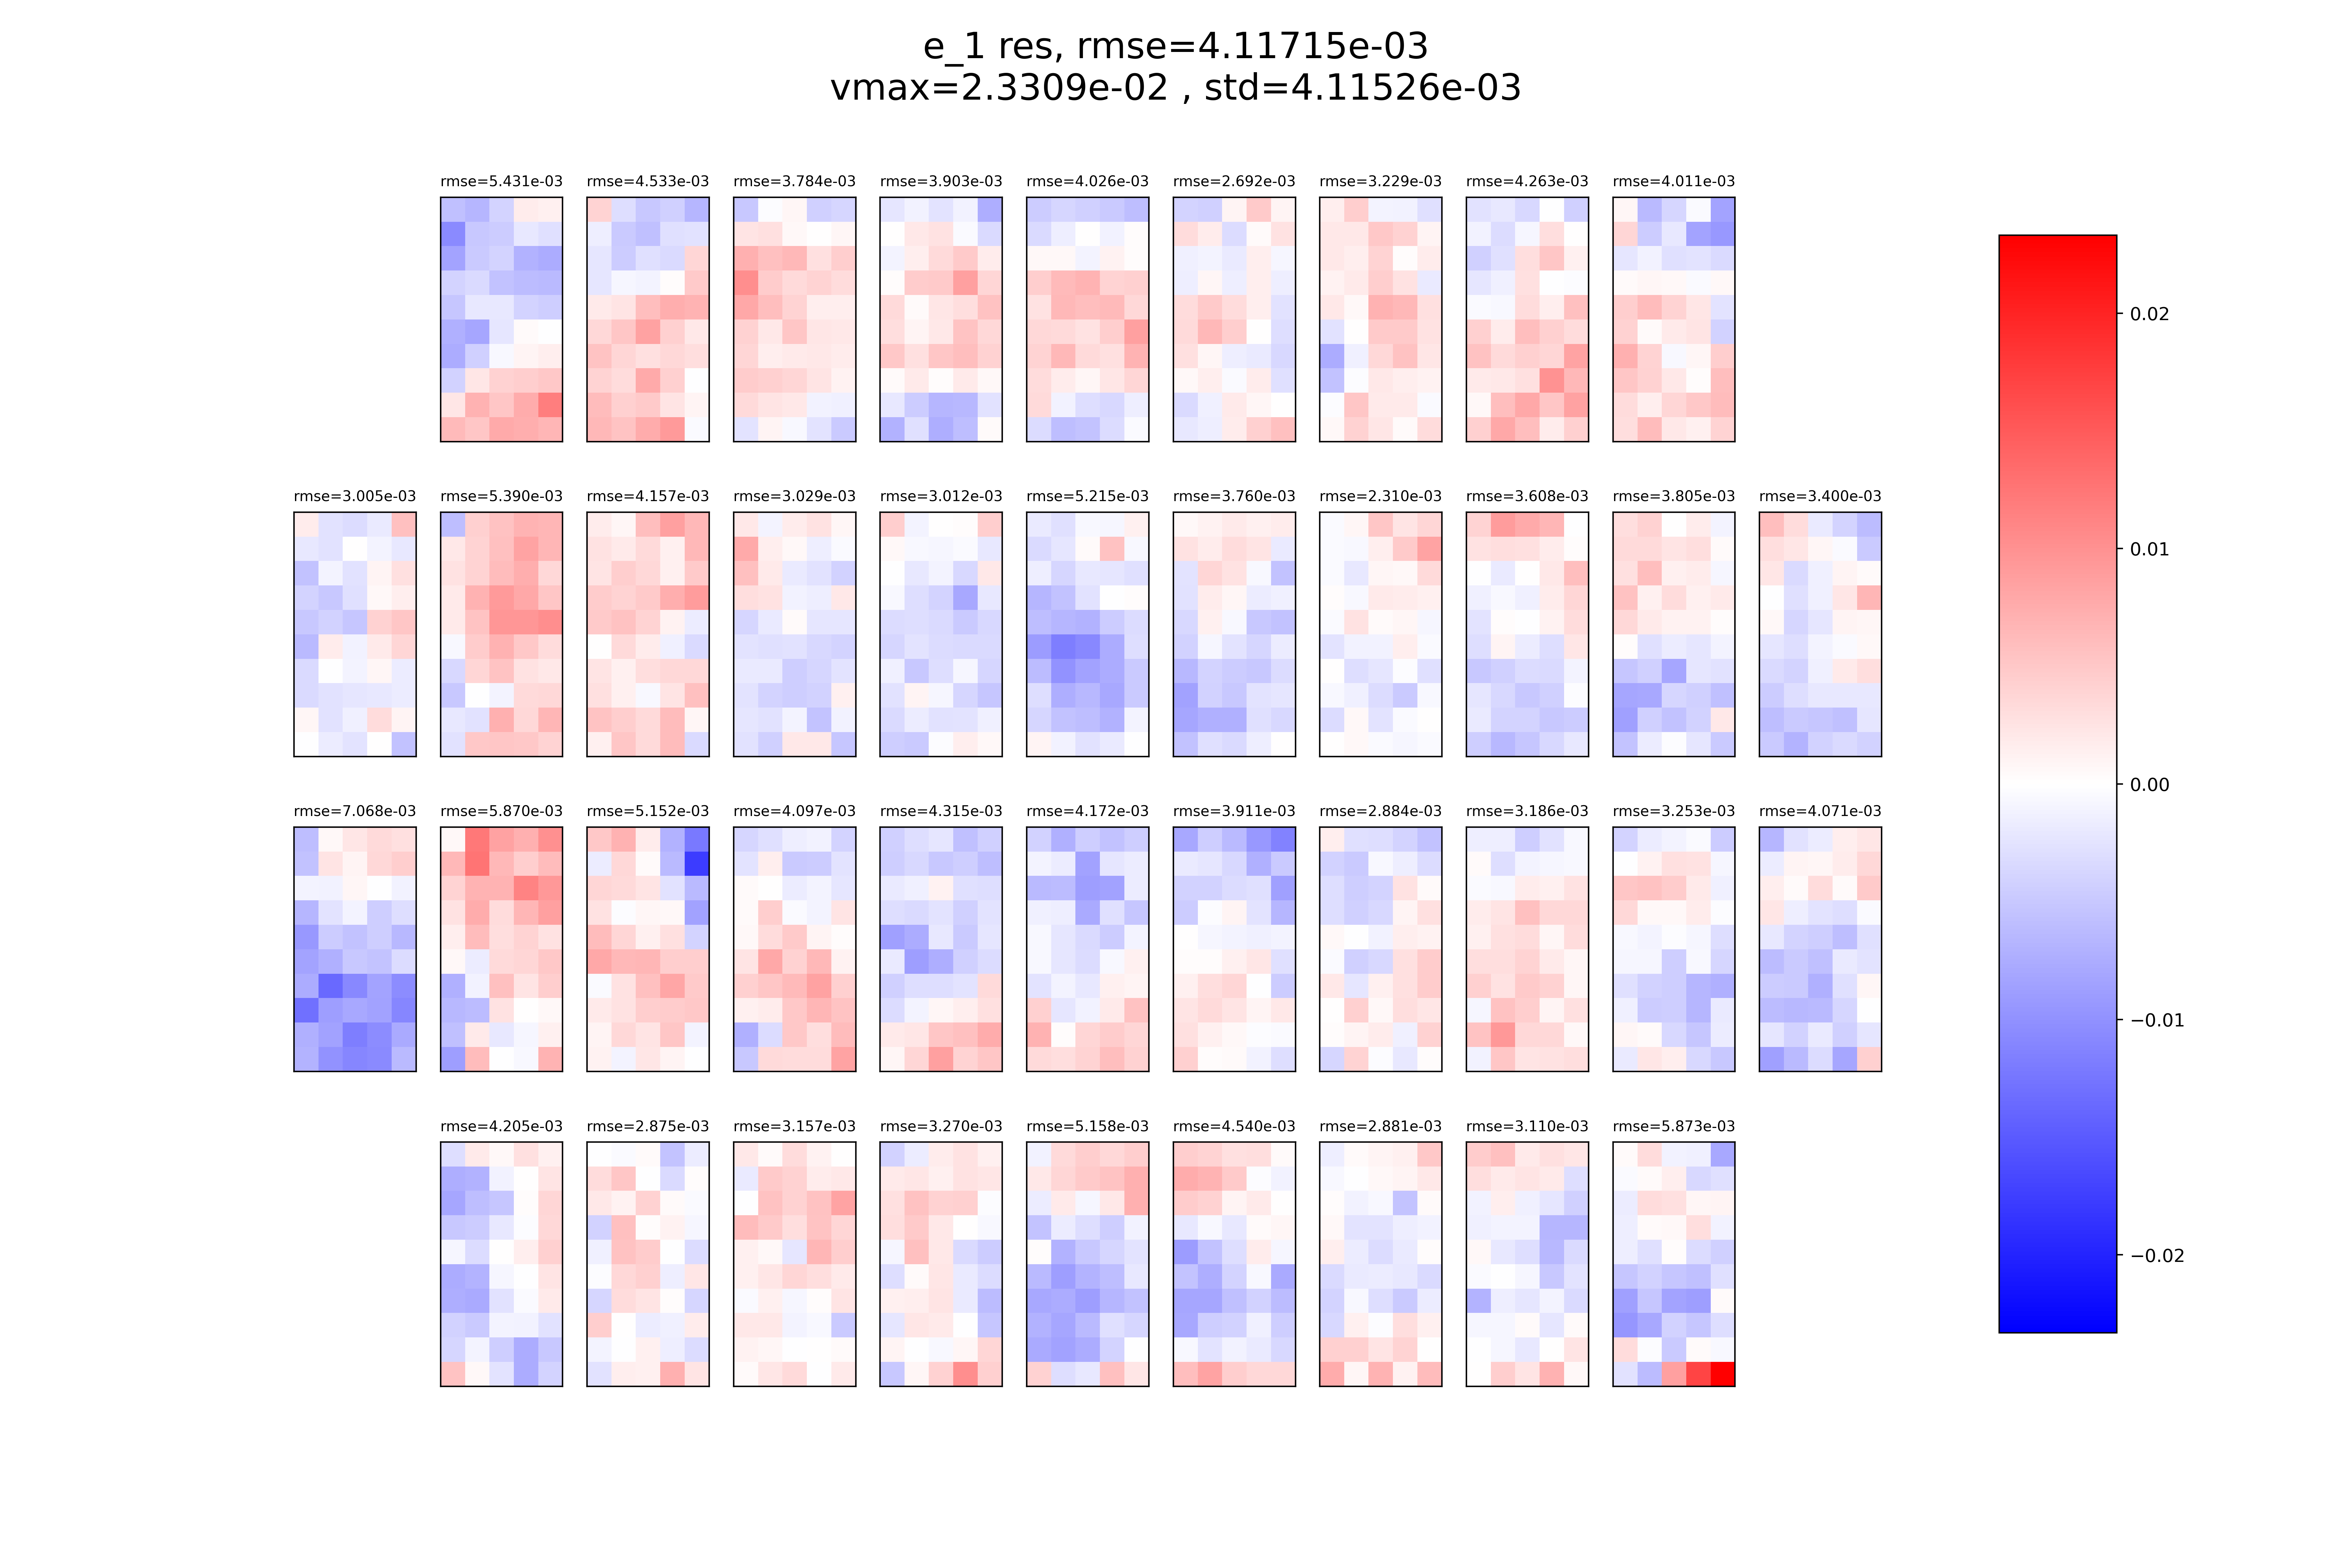 e_1 res, rmse=4.11715e-03
vmax=2.3309e-02 , std=4.11526e-03
rmse=5.431e-03 rmse=4.533e-03 rmse=3.784e-03 rmse=3.903e-03 rmse=4.026e-03 rmse=2.692e-03 rmse=3.229e-03 rmse=4.263e-03 rmse=4.011e-03
rmse=3.005e-03 rmse=5.390e-03 rmse=4.157e-03 rmse=3.029e-03 rmse=3.012e-03 rmse=5.215e-03 rmse=3.760e-03 rmse=2.310e-03 rmse=3.608e-03 rmse=3.805e-03 rmse=3.400e-03
rmse=7.068e-03 rmse=5.870e-03 rmse=5.152e-03 rmse=4.097e-03 rmse=4.315e-03 rmse=4.172e-03 rmse=3.911e-03 rmse=2.884e-03 rmse=3.186e-03 rmse=3.253e-03 rmse=4.071e-03
rmse=4.205e-03 rmse=2.875e-03 rmse=3.157e-03 rmse=3.270e-03 rmse=5.158e-03 rmse=4.540e-03 rmse=2.881e-03 rmse=3.110e-03 rmse=5.873e-03
0.02
0.01
0.00
−0.01
−0.02